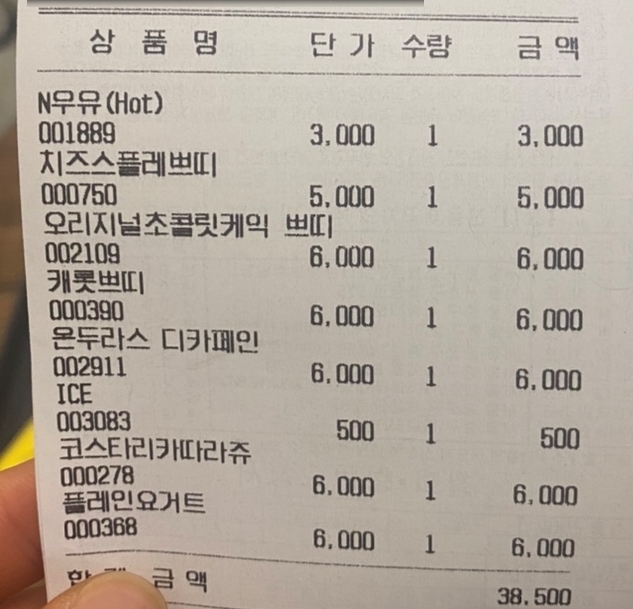 상 품 명 단 가 수량 금 액
N우유(Hot)
001889 3,000 1 3,000
치즈스플레쁘띠
000750 5,000 1 5,000
오리지널초콜릿케익 쁘띠
002109 6,000 1 6,000
캐롯쁘띠
000390 6,000 1 6,000
온두라스 디카페인
002911 6,000 1 6,000
ICE
003083 500 1 500
코스타리카따라쥬
000278 6,000 1 6,000
플레인요거트
000368 6,000 1 6,000
금 액 38,500